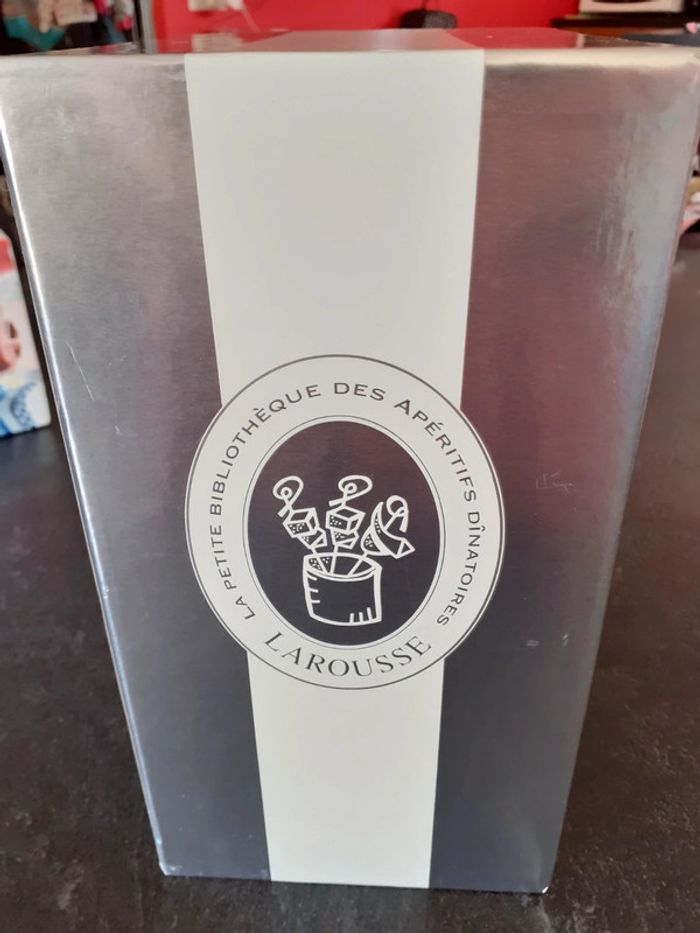 LA PETITE BIBLIOTHÈQUE DES APÉRITIFS DÎNATOIRES
LAROUSSE